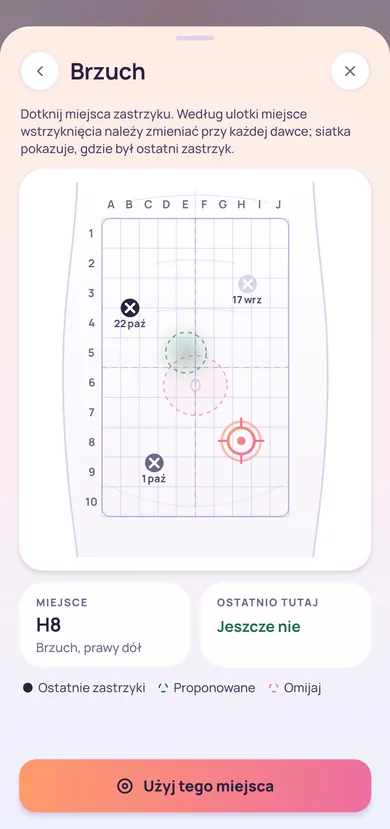 Brzuch
Dotknij miejsca zastrzyku. Według ulotki miejsce
wstrzyknięcia należy zmieniać przy każdej dawce; siatka
pokazuje, gdzie był ostatni zastrzyk.
A B C D E F G H I J
1
2
3
17 wrz
4
22 paź
5
6
7
8
9
1 paź
10
MIEJSCE
H8
Brzuch, prawy dół
OSTATNIO TUTAJ
Jeszcze nie
Ostatnie zastrzyki Proponowane Omijaj
Użyj tego miejsca